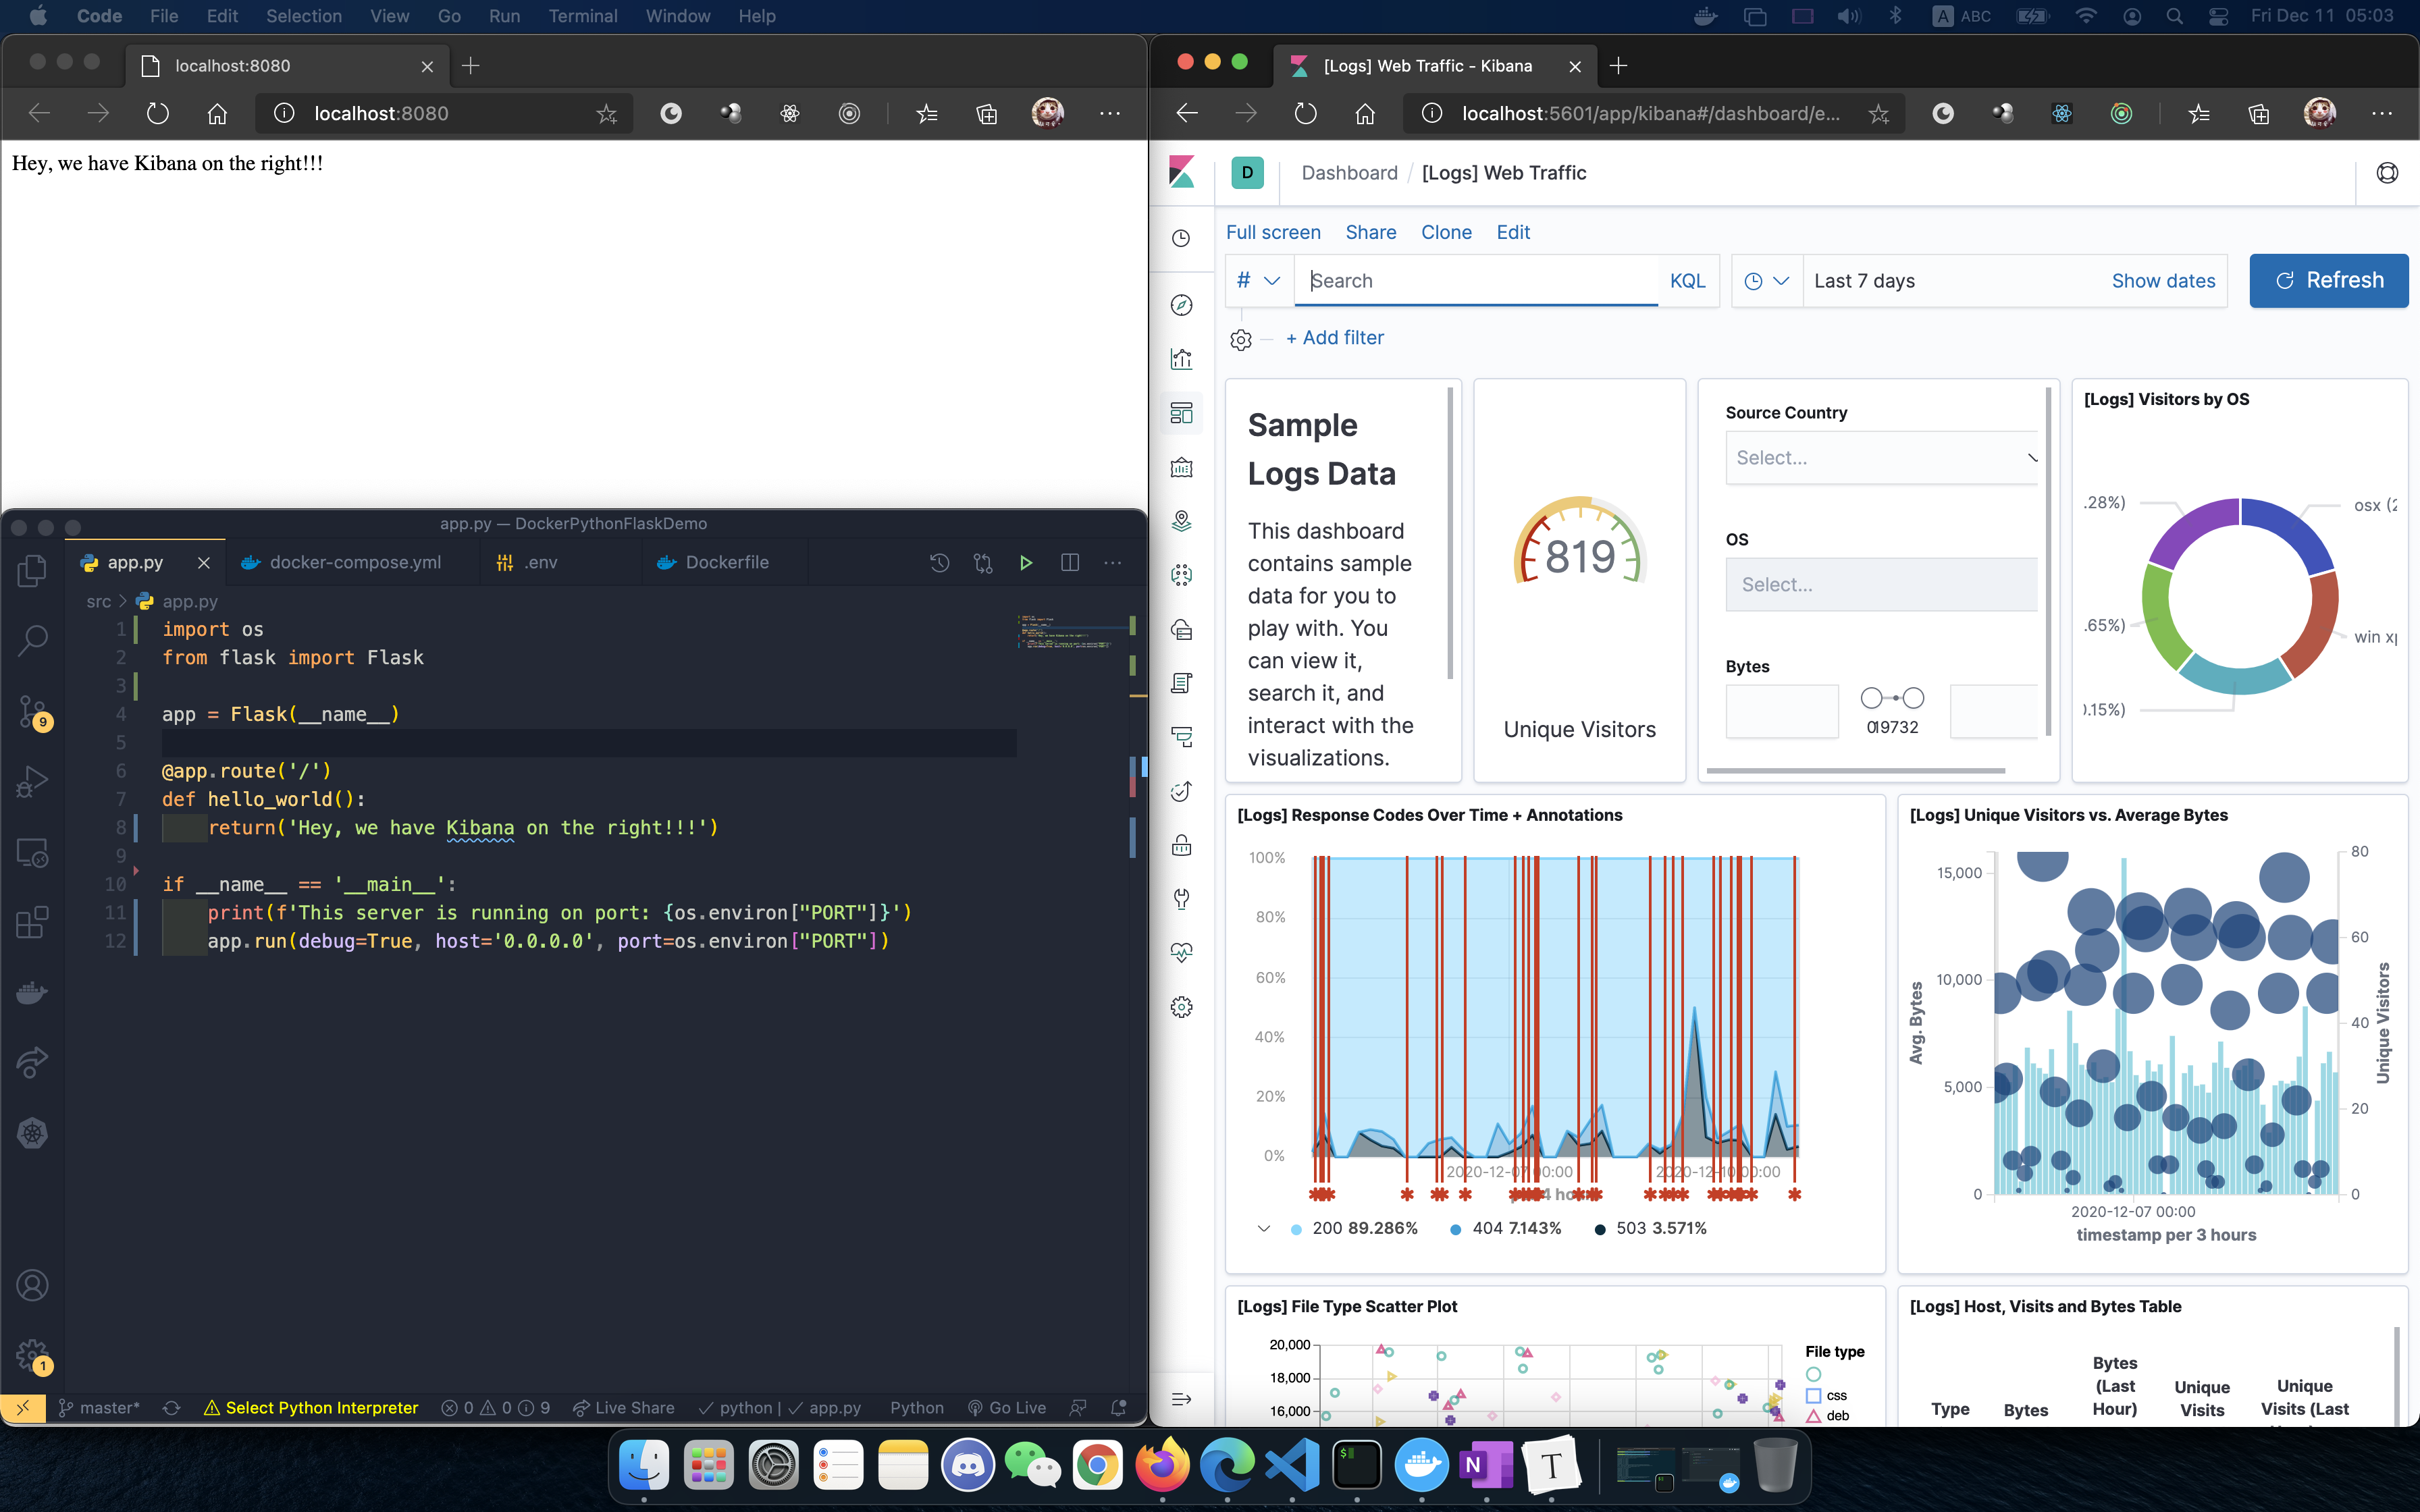 Code File Edit Selection View Go Run Terminal Window Help
ABC Fri Dec 11 05:03
localhost:8080
localhost:8080
Hey, we have Kibana on the right!!!
app.py — DockerPythonFlaskDemo
app.py docker-compose.yml .env Dockerfile
src app.py
1 import os
2 from flask import Flask
3
4 app = Flask(__name__)
5
6 @app.route('/')
7 def hello_world():
8 return('Hey, we have Kibana on the right!!!')
9
10 if __name__ == '__main__':
11 print(f'This server is running on port: {os.environ["PORT"]}')
12 app.run(debug=True, host='0.0.0.0', port=os.environ["PORT"])
9
1
master* Select Python Interpreter 0 0 9 Live Share python | app.py Python Go Live
[Logs] Web Traffic - Kibana
localhost:5601/app/kibana#/dashboard/e...
D Dashboard / [Logs] Web Traffic
Full screen Share Clone Edit
# Search KQL Last 7 days Show dates Refresh
+ Add filter
Sample
Logs Data
This dashboard
contains sample
data for you to
play with. You
can view it,
search it, and
interact with the
visualizations.
819
Unique Visitors
Source Country
Select...
OS
Select...
Bytes
019732
[Logs] Visitors by OS
.28%)
osx (2
.65%)
win xp
0.15%)
[Logs] Response Codes Over Time + Annotations
100%
80%
60%
40%
20%
0%
2020-12-07 00:00 2020-12-10 00:00
200 89.286% 404 7.143% 503 3.571%
[Logs] Unique Visitors vs. Average Bytes
15,000
10,000
5,000
0
Avg. Bytes
80
60
40
20
0
Unique Visitors
2020-12-07 00:00
timestamp per 3 hours
[Logs] File Type Scatter Plot
20,000
18,000
16,000
File type
css
deb
[Logs] Host, Visits and Bytes Table
Type Bytes Bytes (Last Hour) Unique Visits Unique Visits (Last
N
T